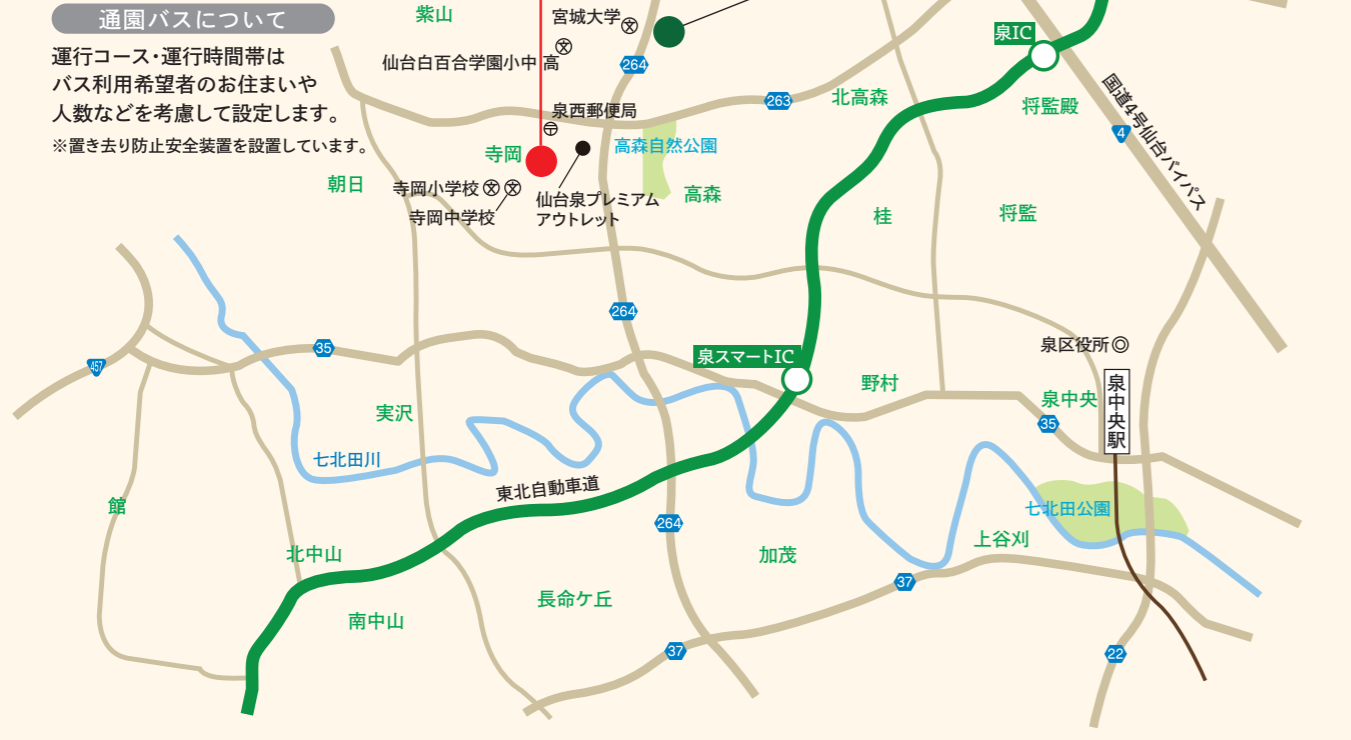 通園バスについて
運行コース・運行時間帯は
バス利用希望者のお住まいや
人数などを考慮して設定します。
※置き去り防止安全装置を設置しています。
紫山
宮城大学
仙台白百合学園小中 高
264
泉IC
263
北高森
将監殿
国道4号仙台バイパス
4
泉西郵便局
寺岡
高森自然公園
朝日
寺岡小学校
寺岡中学校
仙台泉プレミアム
アウトレット
高森
桂
将監
264
35
457
泉スマートIC
泉区役所
野村
泉中央
泉中央駅
35
実沢
七北田川
東北自動車道
館
264
七北田公園
北中山
加茂
上谷刈
37
長命ケ丘
南中山
37
22